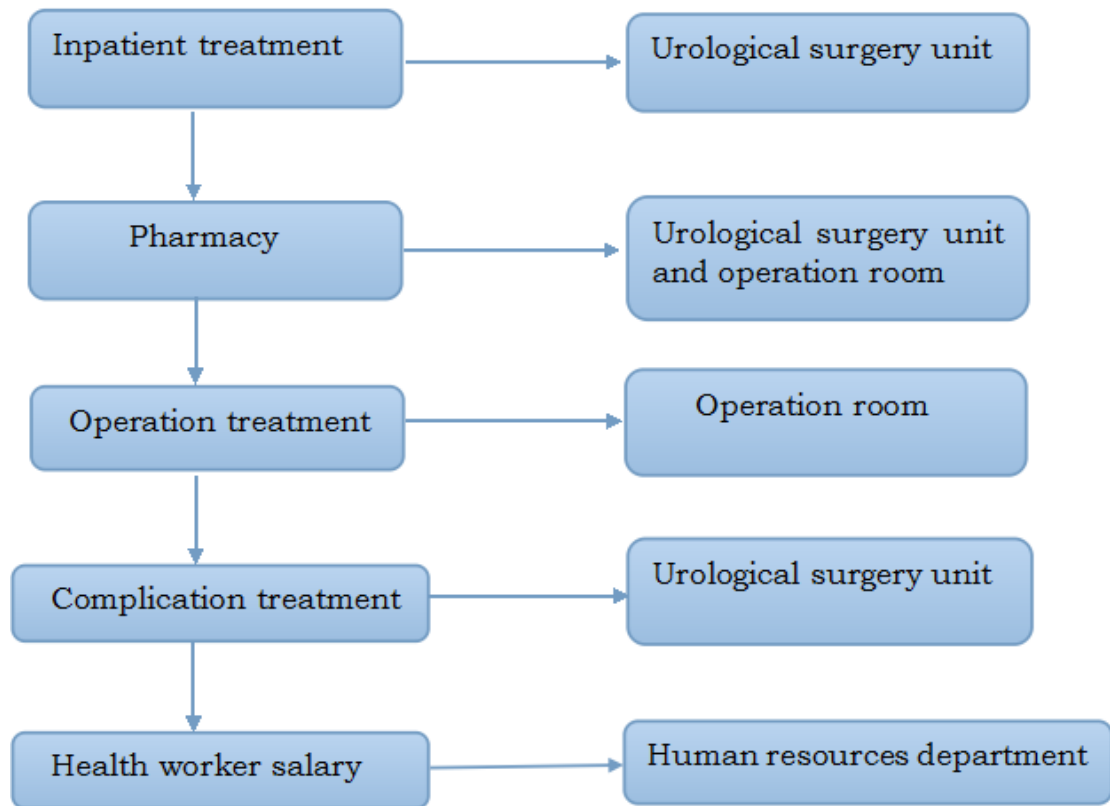 Inpatient treatment
Urological surgery unit
Pharmacy
Urological surgery unit
and operation room
Operation treatment
Operation room
Complication treatment
Urological surgery unit
Health worker salary
Human resources department